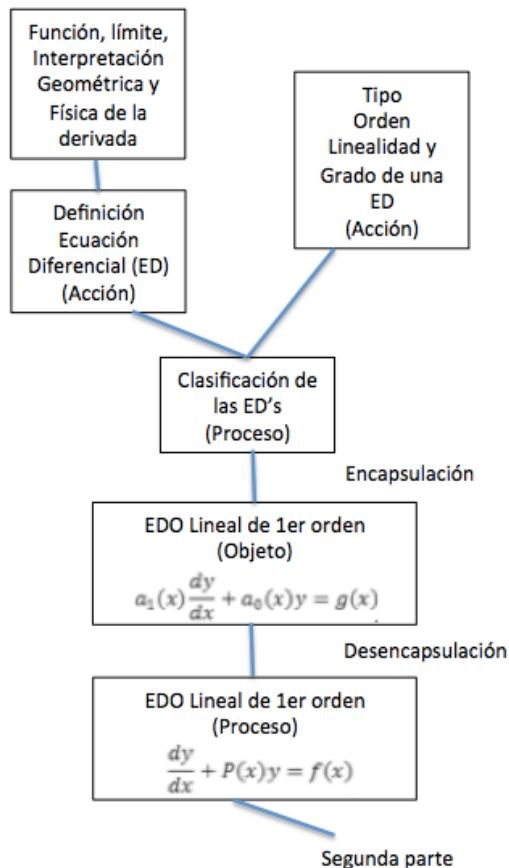 Función, límite,
Interpretación
Geométrica y
Física de la
derivada
Tipo
Orden
Linealidad y
Grado de una
ED
(Acción)
Definición
Ecuación
Diferencial (ED)
(Acción)
Clasificación de
las ED's
(Proceso)
Encapsulación
EDO Lineal de 1er orden
(Objeto)
a₁(x) dy/dx + a₀(x)y = g(x)
Desencapsulación
EDO Lineal de 1er orden
(Proceso)
dy/dx + P(x)y = f(x)
Segunda parte